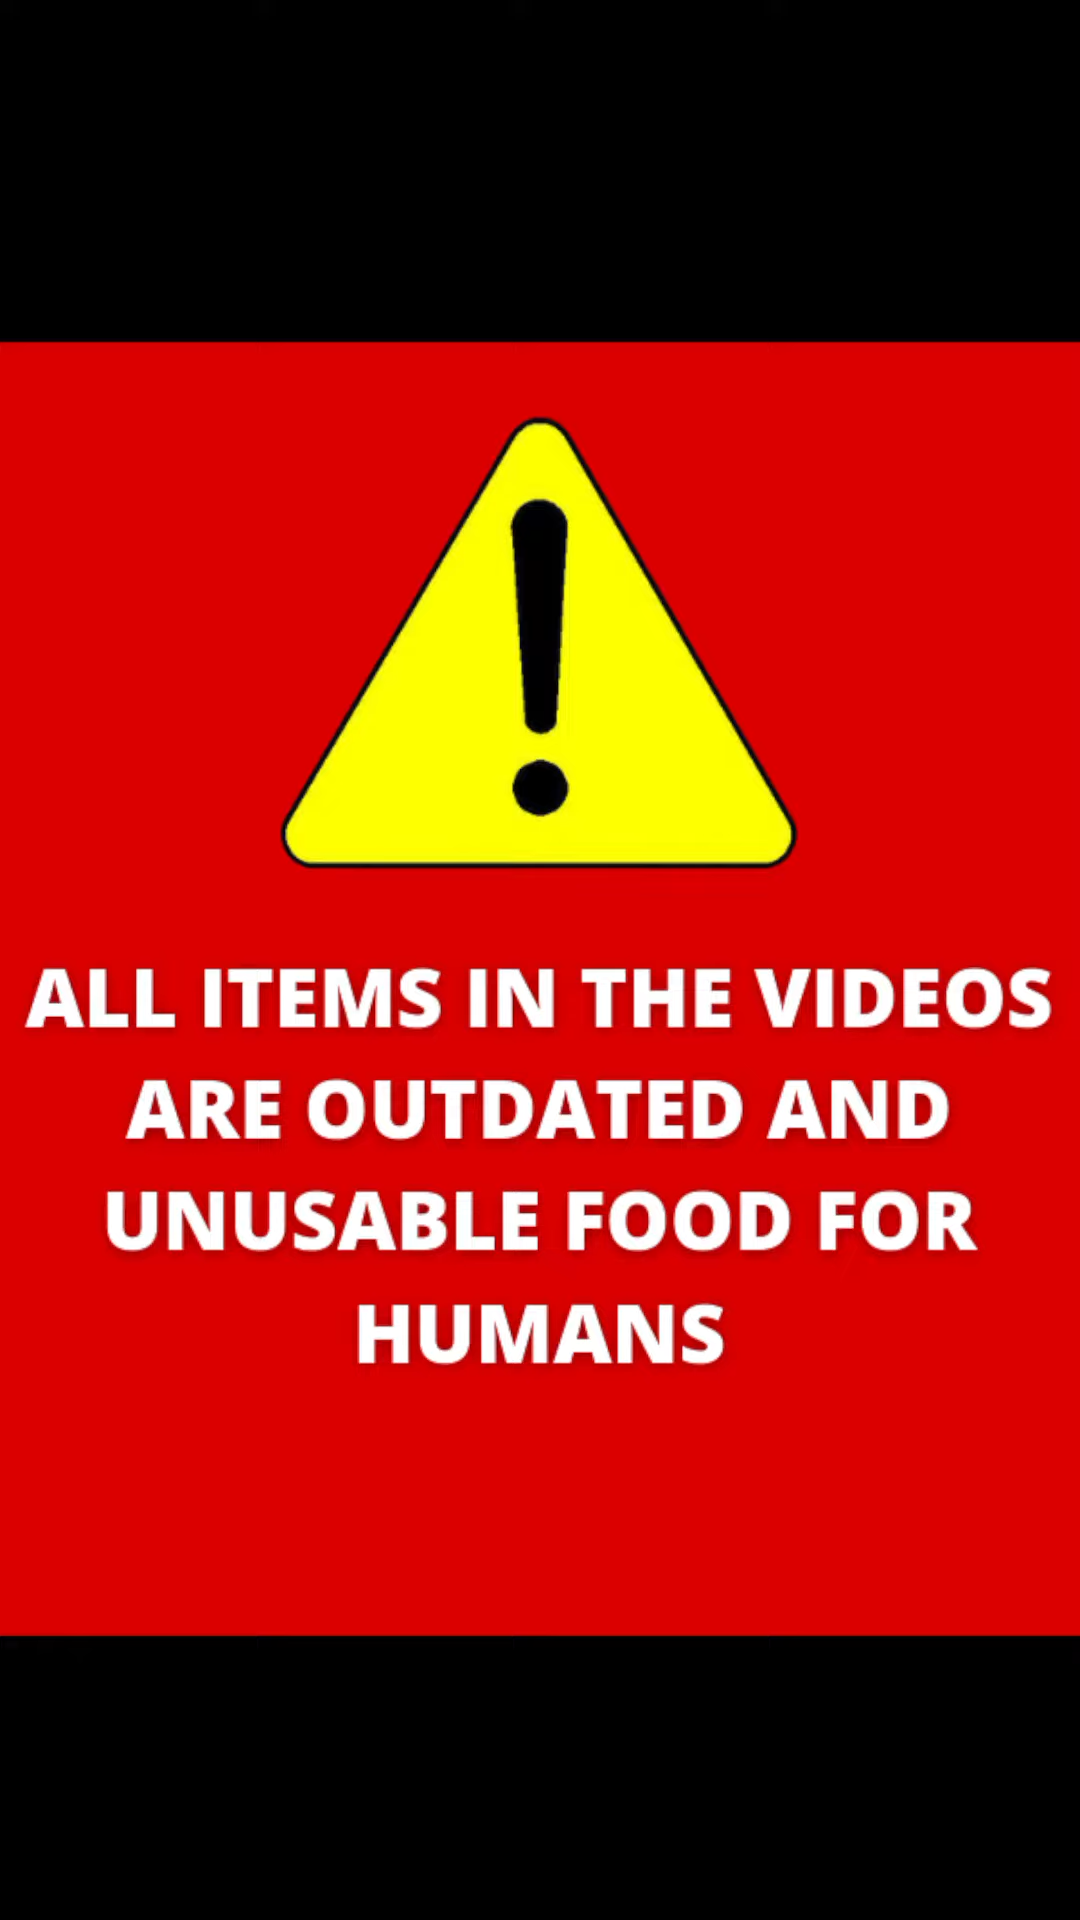 ALL ITEMS IN THE VIDEOS
ARE OUTDATED AND
UNUSABLE FOOD FOR
HUMANS